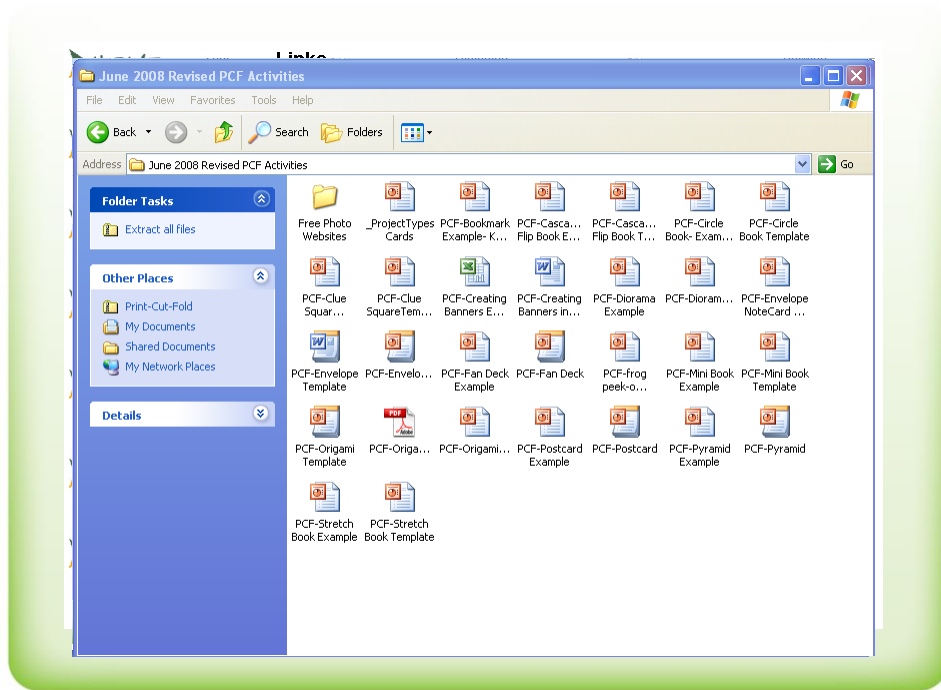 Links
June 2008 Revised PCF Activities
File Edit View Favorites Tools Help
Back Search Folders
Address June 2008 Revised PCF Activities Go
Folder Tasks
Extract all files
Other Places
Print-Cut-Fold
My Documents
Shared Documents
My Network Places
Details
Free Photo
Websites
_ProjectTypes
Cards
PCF-Bookmark
Example- K...
PCF-Casca...
Flip Book E...
PCF-Casca...
Flip Book T...
PCF-Circle
Book- Exam...
PCF-Circle
Book Template
PCF-Clue
Squar...
PCF-Clue
SquareTem...
PCF-Creating
Banners E...
PCF-Creating
Banners in...
PCF-Diorama
Example
PCF-Dioram...
PCF-Envelope
NoteCard ...
PCF-Envelope
Template
PCF-Envelo...
PCF-Fan Deck
Example
PCF-Fan Deck
PCF-frog
peek-o...
PCF-Mini Book
Example
PCF-Mini Book
Template
PCF-Origami
Template
PDF
Adobe
PCF-Origa...
PCF-Origami...
PCF-Postcard
Example
PCF-Postcard
PCF-Pyramid
Example
PCF-Pyramid
PCF-Stretch
Book Example
PCF-Stretch
Book Template